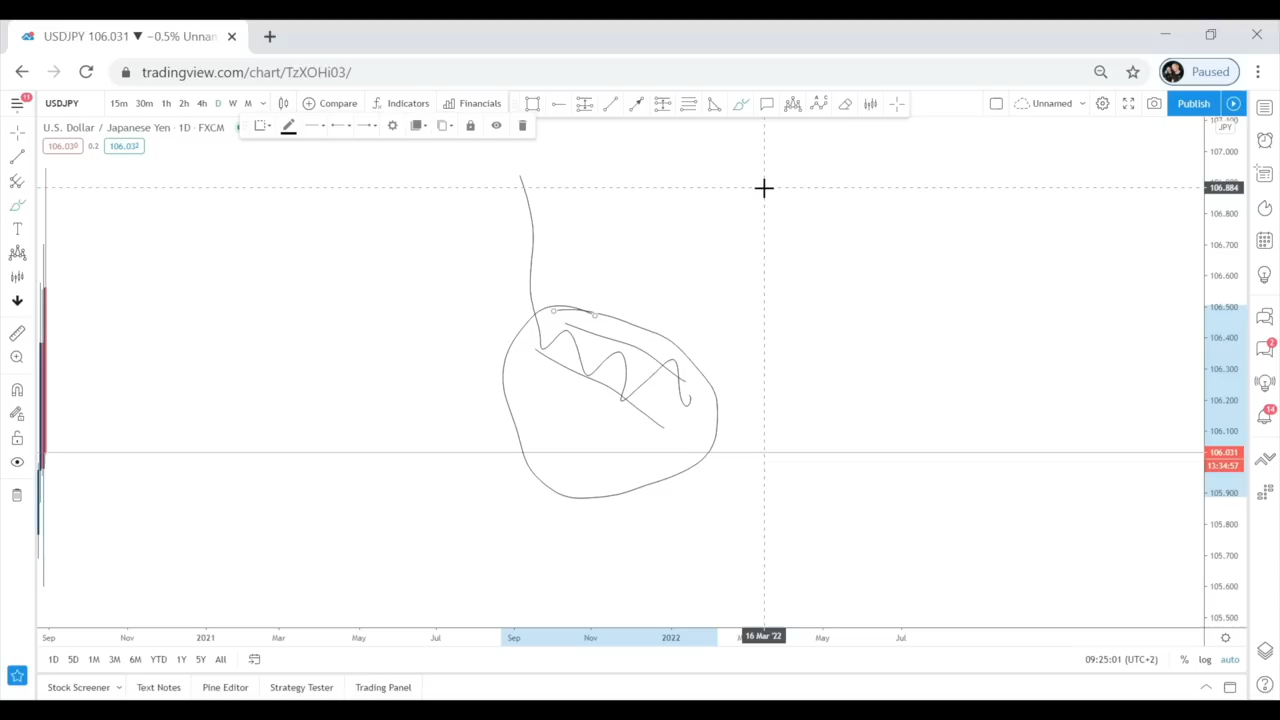 USDJPY 106.031 ▼ −0.5% Unnan
tradingview.com/chart/TzXOHi03/
Paused
11
USDJPY
15m 30m 1h 2h 4h D W M
Compare
Indicators
Financials
Unnamed
Publish
U.S. Dollar / Japanese Yen · 1D · FXCM
106.030 0.2 106.032
JPY
107.000
106.884
106.800
106.700
106.600
106.500
106.400
106.300
106.200
106.100
106.031
13:34:57
105.900
105.800
105.700
105.600
105.500
2
14
Sep Nov 2021 Mar May Jul Sep Nov 2022 16 Mar '22 May Jul
1D 5D 1M 3M 6M YTD 1Y 5Y All
09:25:01 (UTC+2) % log auto
Stock Screener Text Notes Pine Editor Strategy Tester Trading Panel